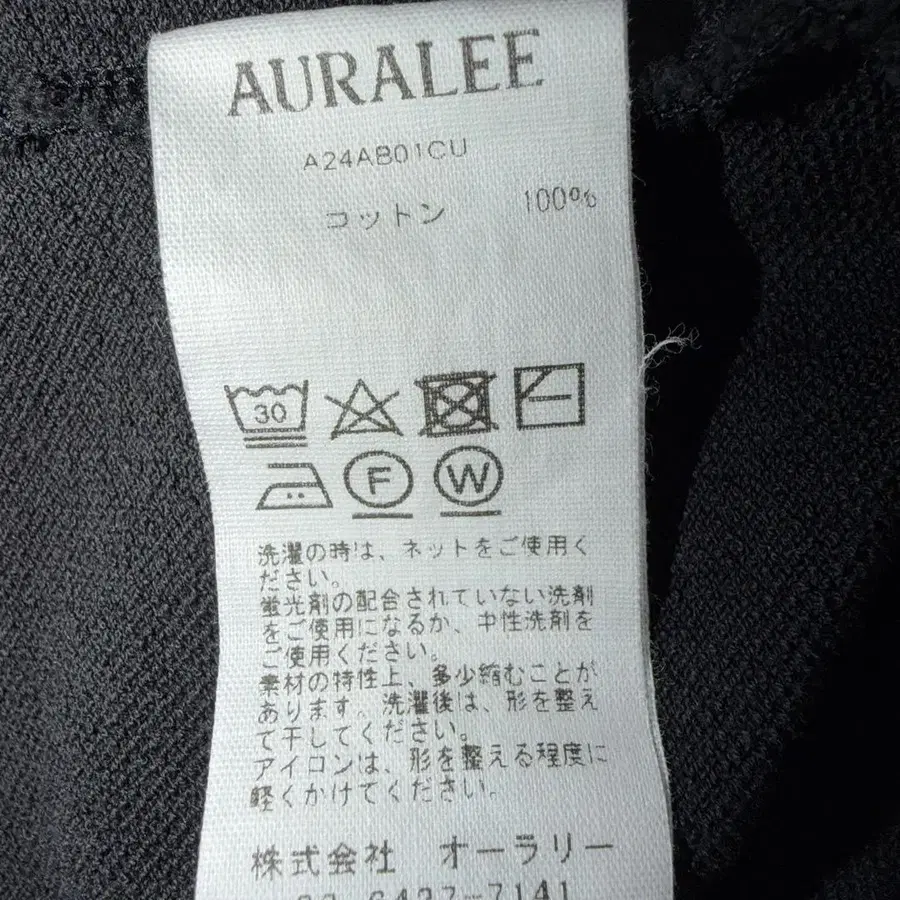 AURALEE
A24AB01CU
コットン 100%
30
F W
洗濯の時は、ネットをご使用く
ださい。
蛍光剤の配合されていない洗剤
をご使用になるか、中性洗剤を
ご使用ください。
素材の特性上、多少縮むことが
あります。洗濯後は、形を整え
て干してください。
アイロンは、形を整える程度に
軽くかけてください。
株式会社 オーラリー
03-6427-7141